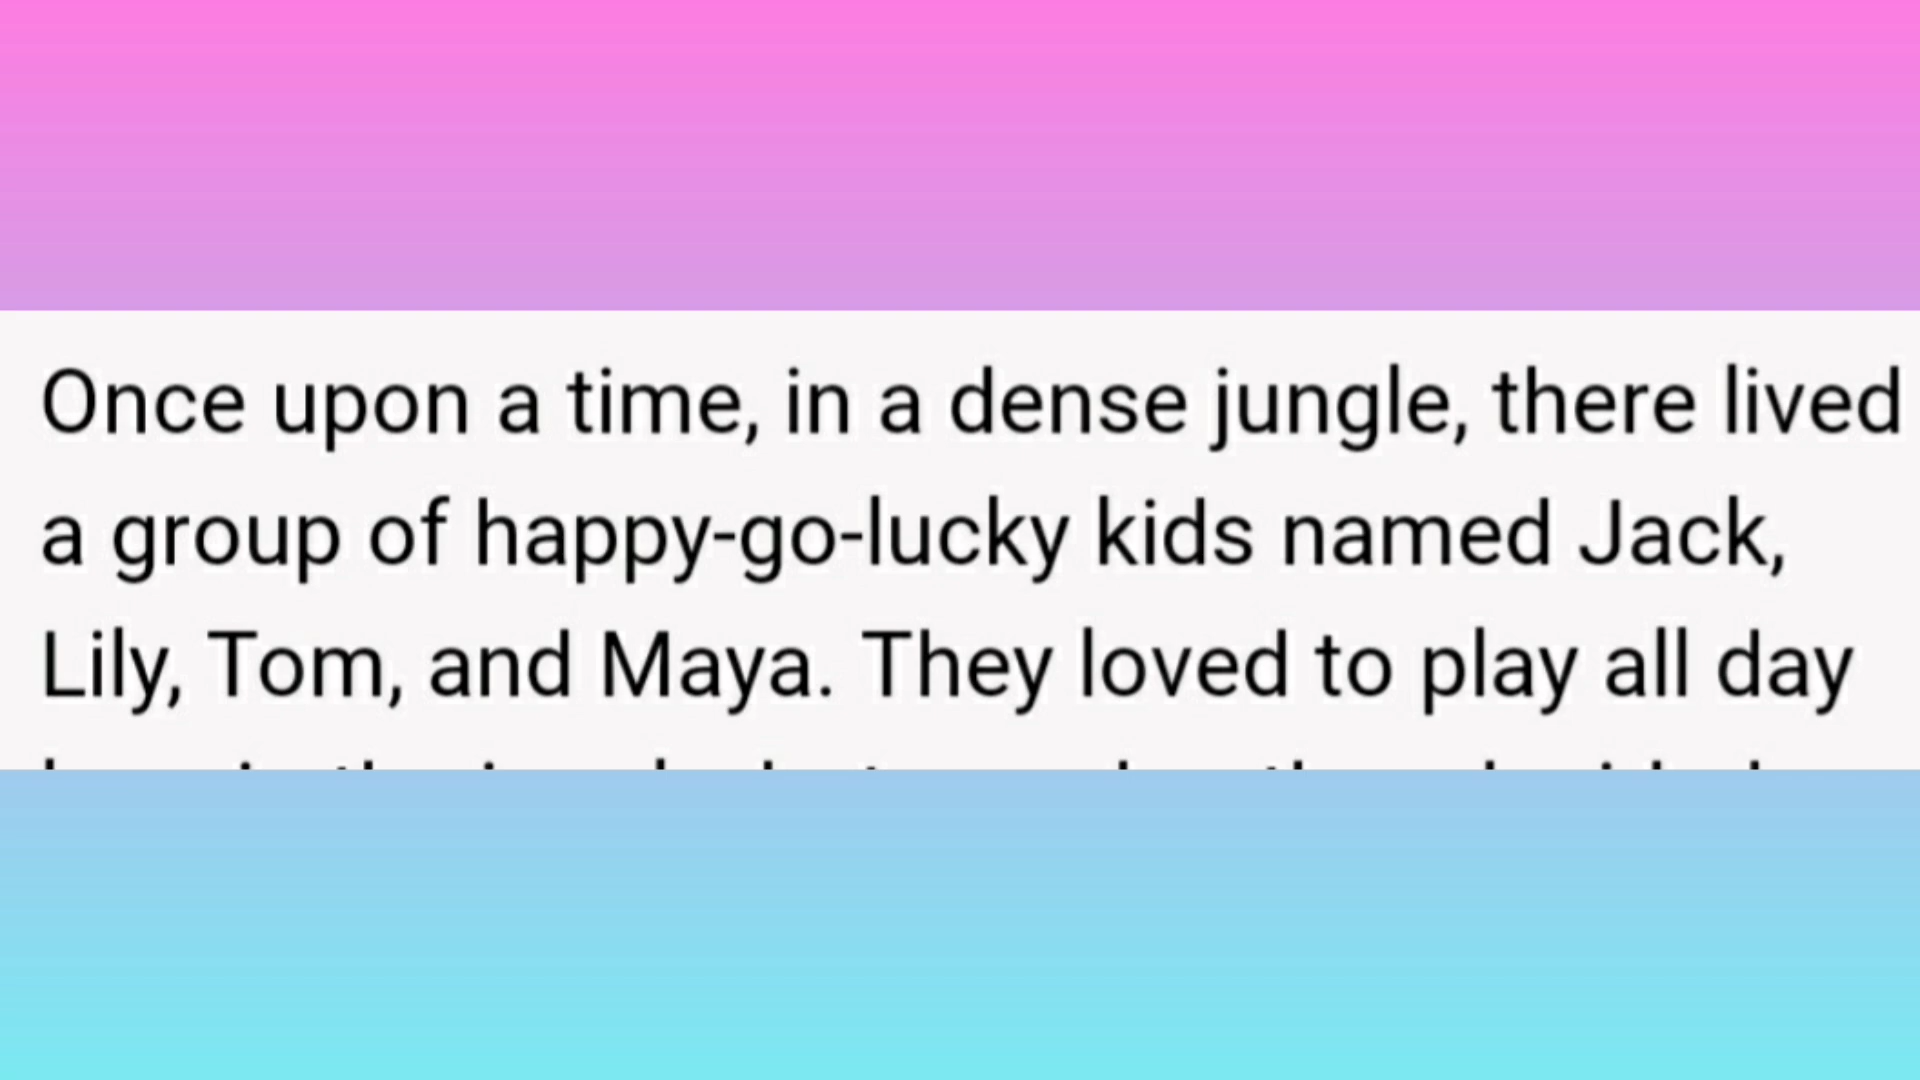 Once upon a time, in a dense jungle, there lived
a group of happy-go-lucky kids named Jack,
Lily, Tom, and Maya. They loved to play all day